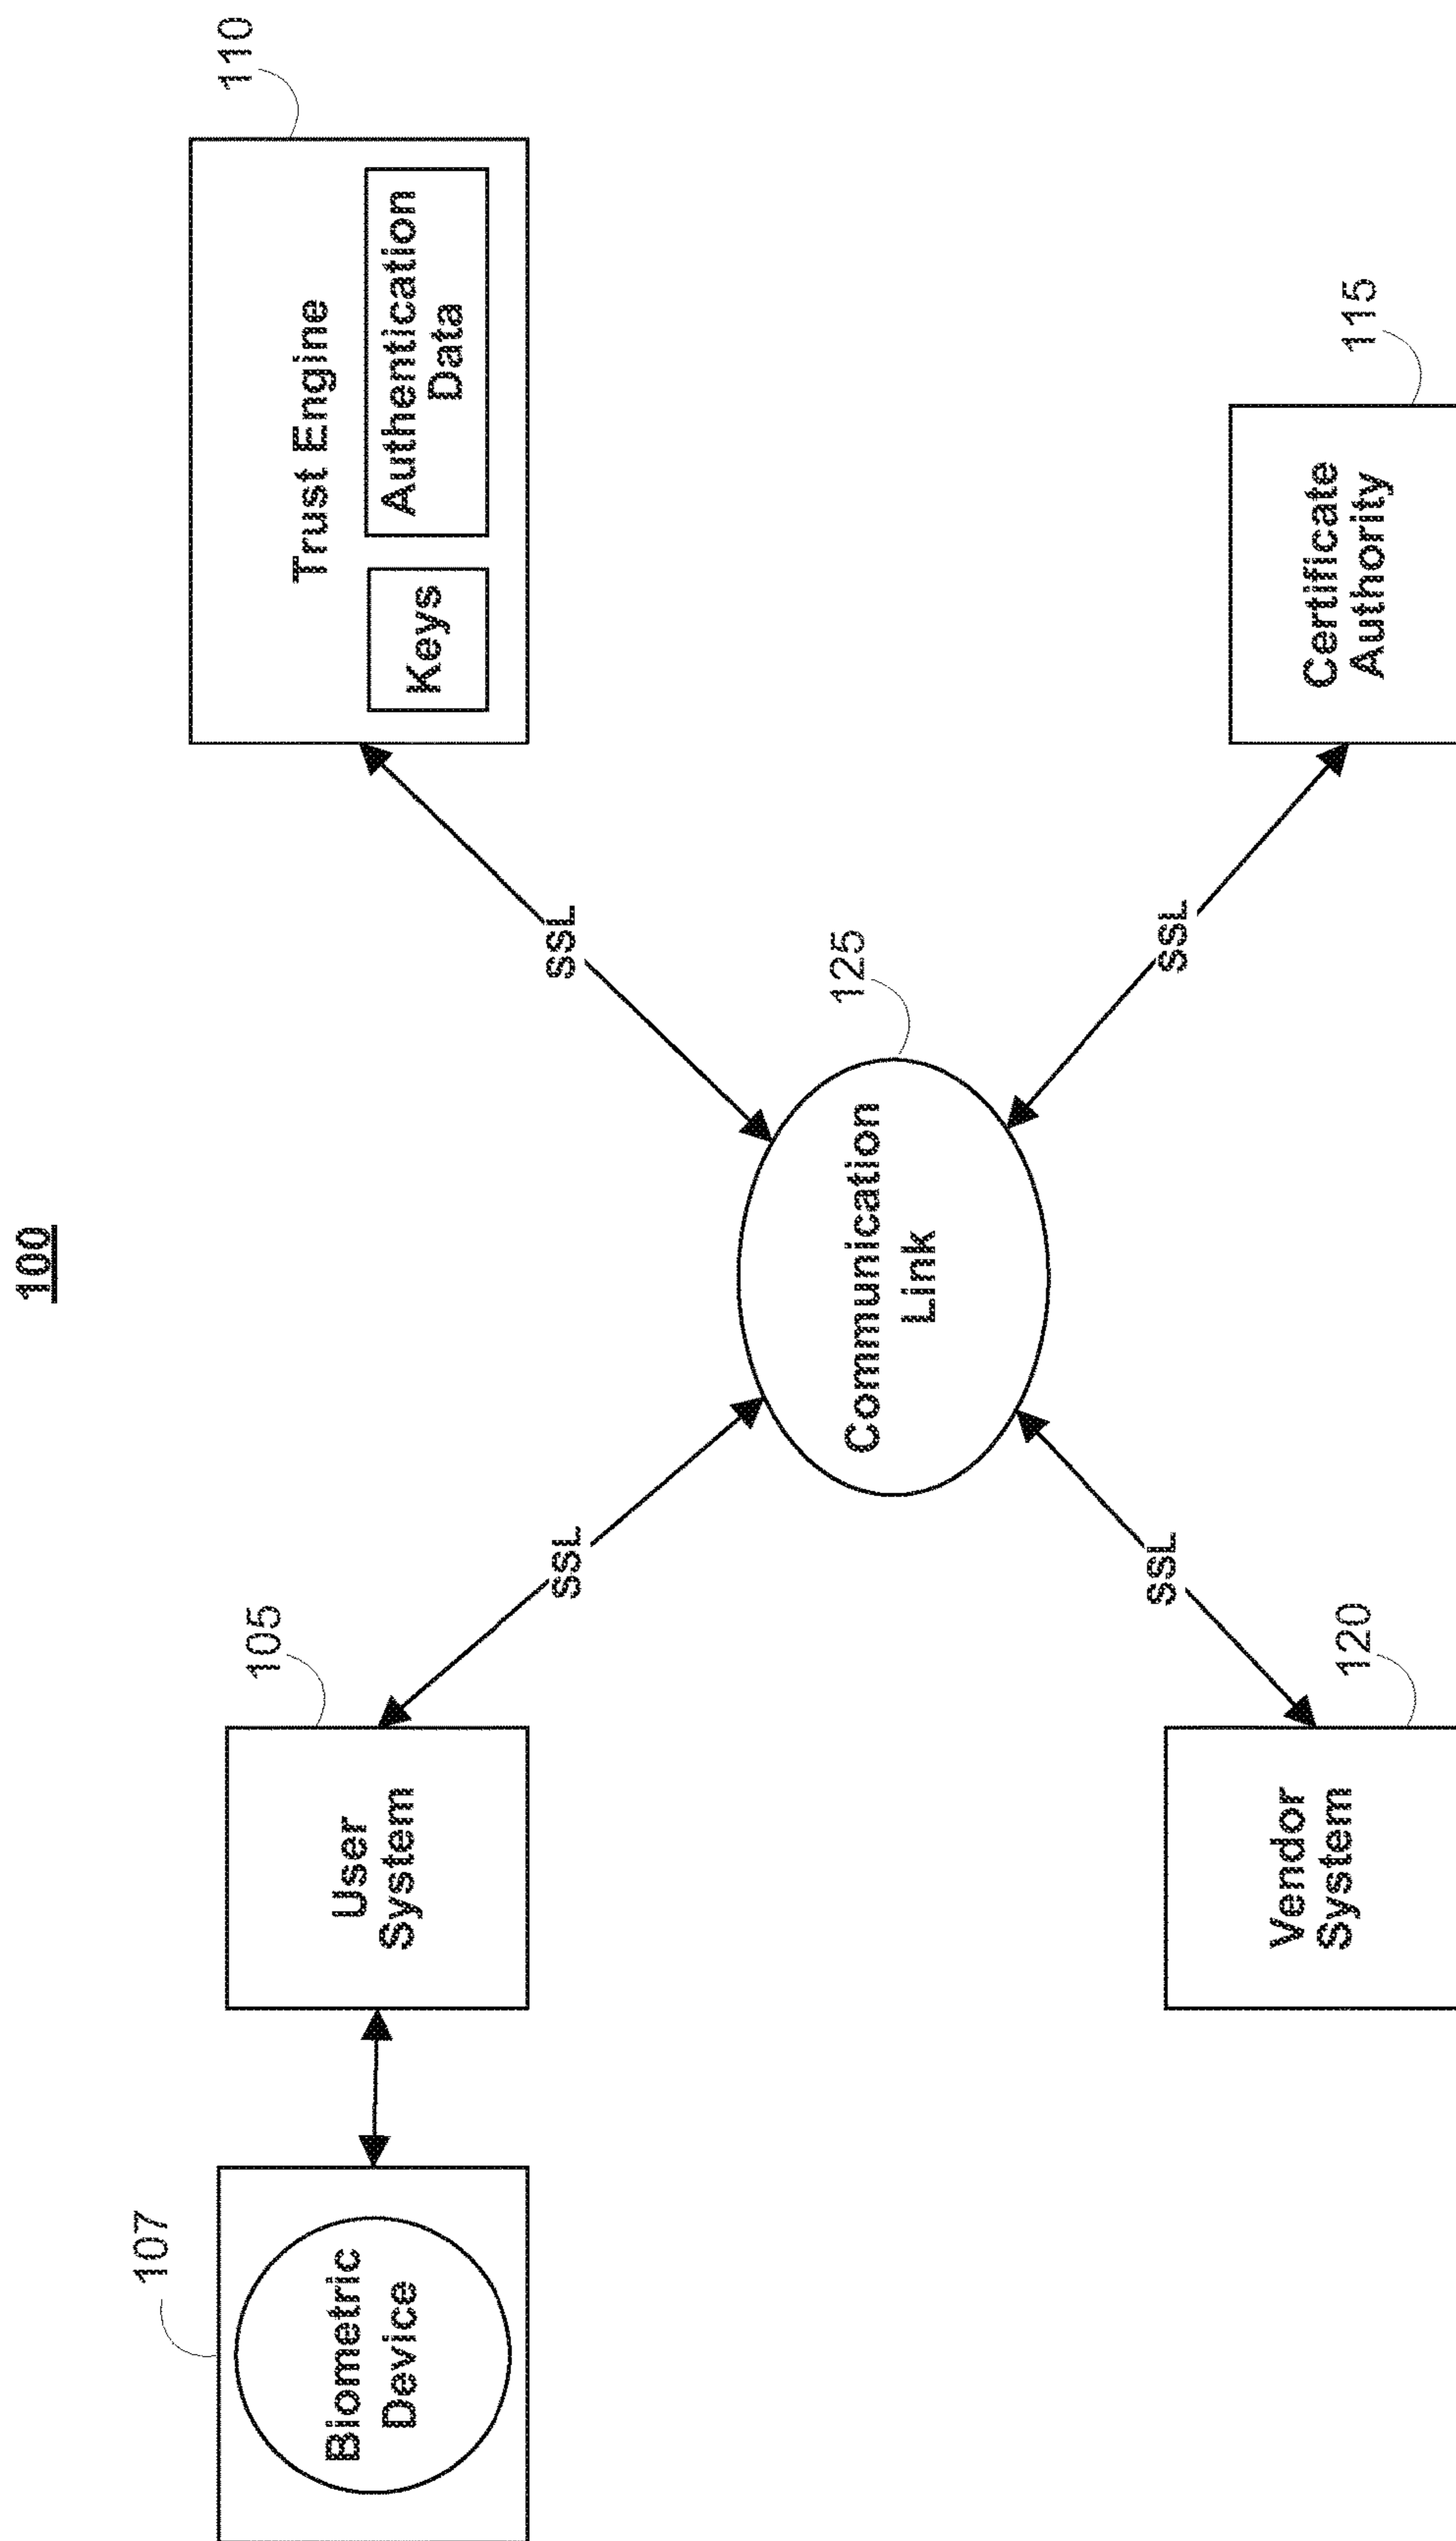 100
107
Biometric
Device
105
User
System
110
Trust Engine
Keys
Authentication
Data
SSL
SSL
125
Communication
Link
SSL
SSL
120
Vendor
System
115
Certificate
Authority